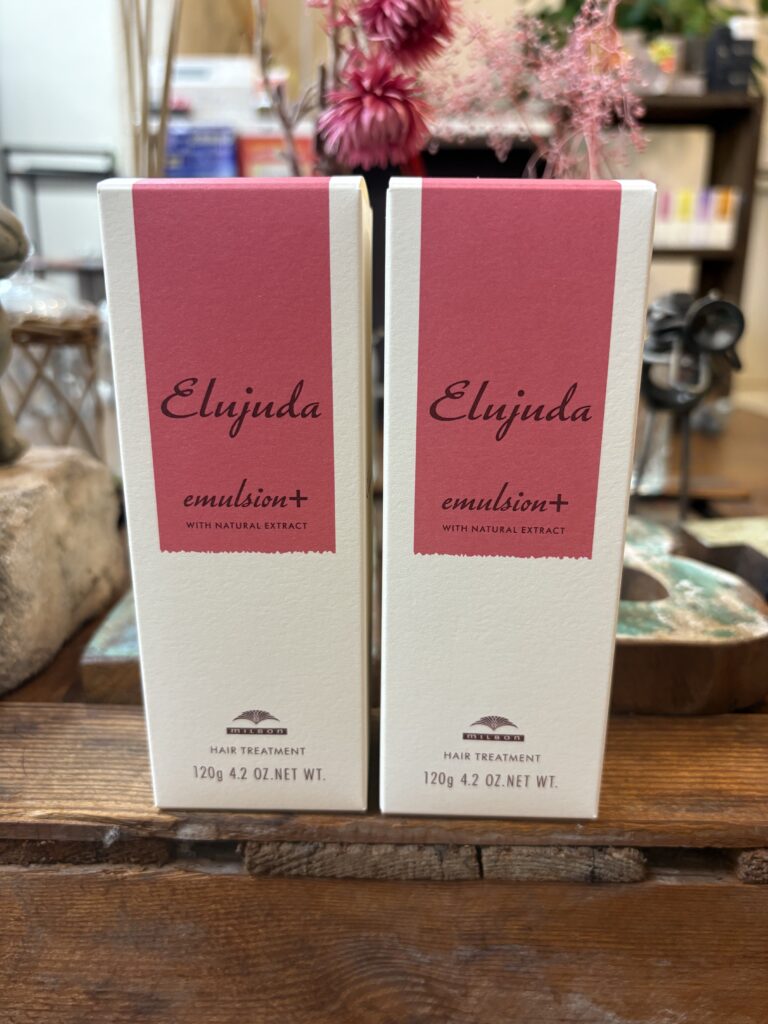 Elujuda
emulsion+
WITH NATURAL EXTRACT
MILBON
HAIR TREATMENT
120g 4.2 OZ.NET WT.
Elujuda
emulsion+
WITH NATURAL EXTRACT
MILBON
HAIR TREATMENT
120g 4.2 OZ.NET WT.